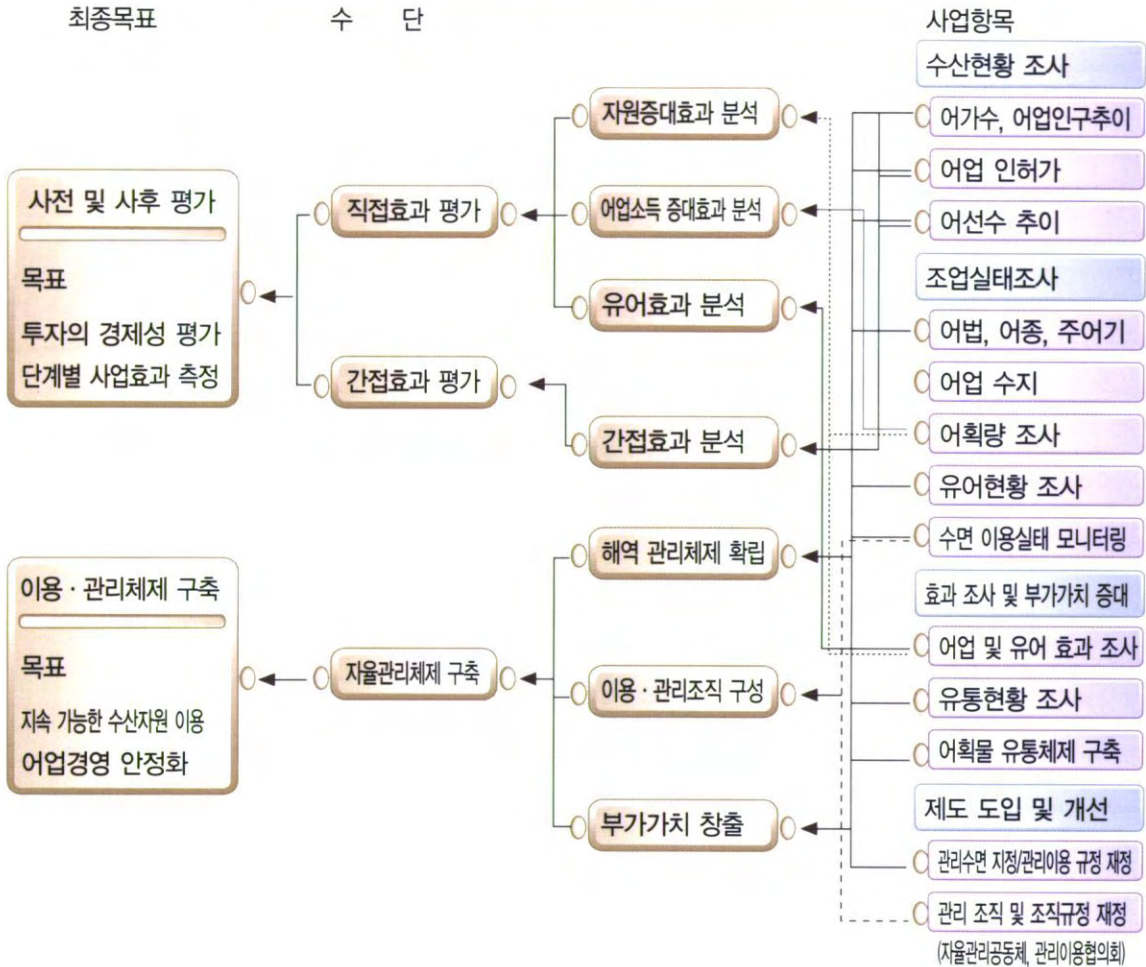 최종목표
수 단
사업항목
사전 및 사후 평가
목표
투자의 경제성 평가
단계별 사업효과 측정
이용·관리체제 구축
목표
지속 가능한 수산자원 이용
어업경영 안정화
직접효과 평가
간접효과 평가
자율관리체제 구축
자원증대효과 분석
어업소득 증대효과 분석
유어효과 분석
간접효과 분석
해역 관리체제 확립
이용·관리조직 구성
부가가치 창출
수산현황 조사
어가수, 어업인구추이
어업 인허가
어선수 추이
조업실태조사
어법, 어종, 주어기
어업 수지
어획량 조사
유어현황 조사
수면 이용실태 모니터링
효과 조사 및 부가가치 증대
어업 및 유어 효과 조사
유통현황 조사
어획물 유통체제 구축
제도 도입 및 개선
관리수면 지정/관리이용 규정 재정
관리 조직 및 조직규정 재정
(자율관리공동체, 관리이용협의회)